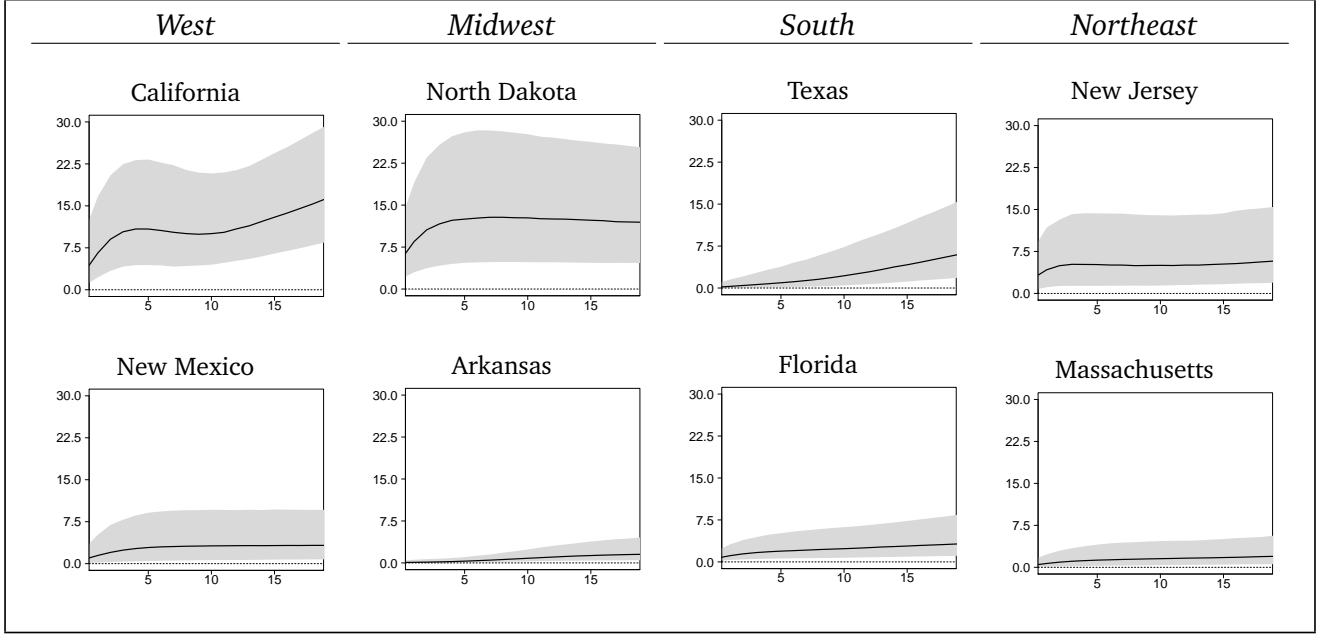 West Midwest South Northeast
California North Dakota Texas New Jersey
30.0 30.0 30.0 30.0
22.5 22.5 22.5 22.5
15.0 15.0 15.0 15.0
7.5 7.5 7.5 7.5
0.0 0.0 0.0 0.0
5 10 15 5 10 15 5 10 15 5 10 15
New Mexico Arkansas Florida Massachusetts
30.0 30.0 30.0 30.0
22.5 22.5 22.5 22.5
15.0 15.0 15.0 15.0
7.5 7.5 7.5 7.5
0.0 0.0 0.0 0.0
5 10 15 5 10 15 5 10 15 5 10 15